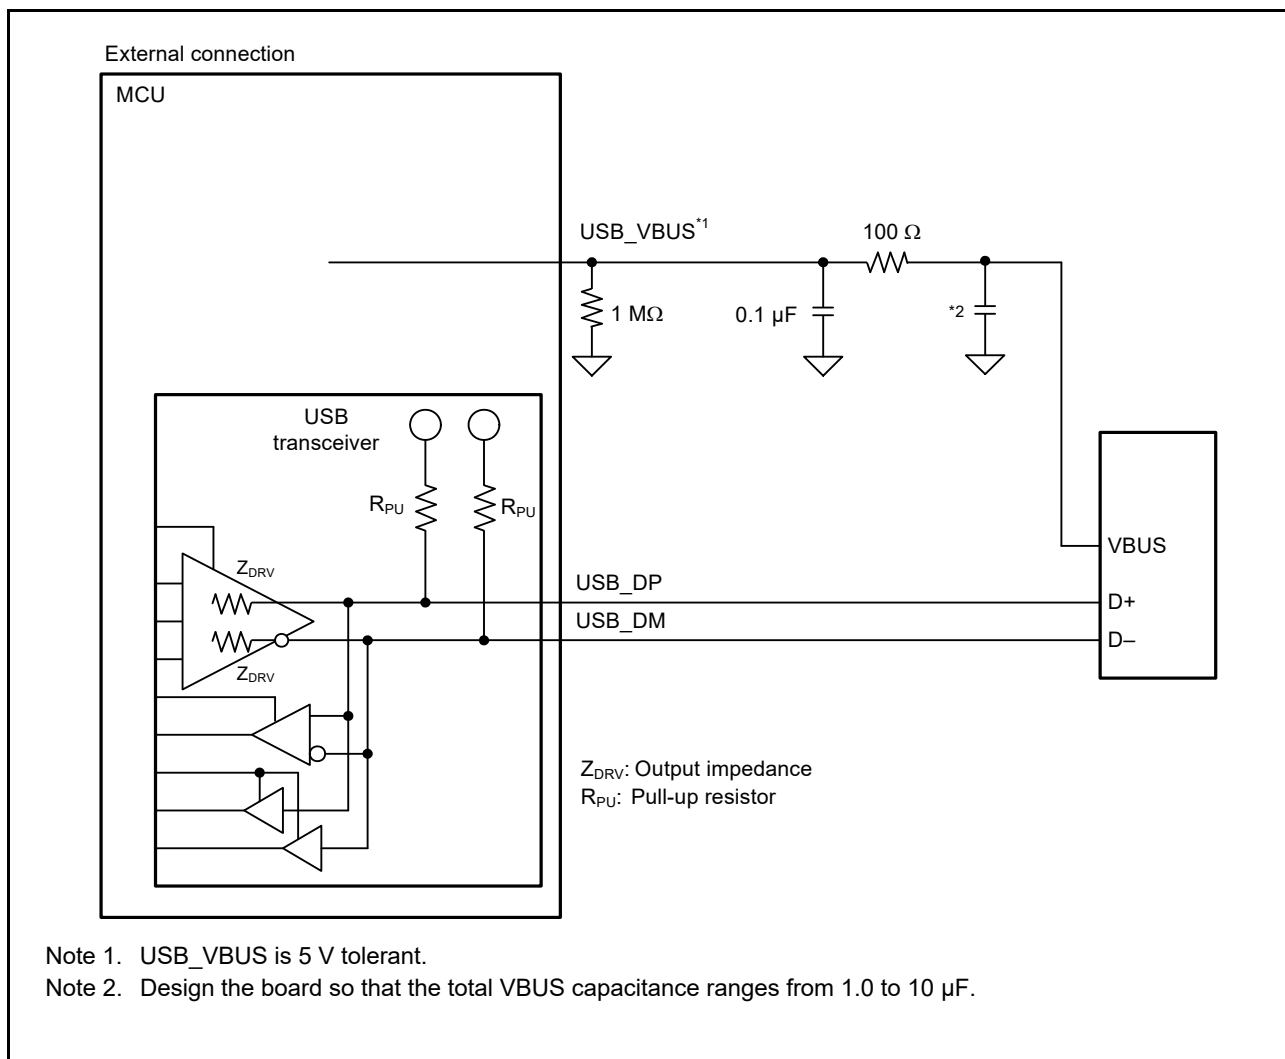 External connection
MCU
USB_VBUS*1
100 Ω
1 MΩ
0.1 µF
*2
USB
transceiver
RPU
RPU
ZDRV
VBUS
USB_DP
D+
USB_DM
D–
ZDRV
ZDRV: Output impedance
RPU: Pull-up resistor
Note 1. USB_VBUS is 5 V tolerant.
Note 2. Design the board so that the total VBUS capacitance ranges from 1.0 to 10 µF.